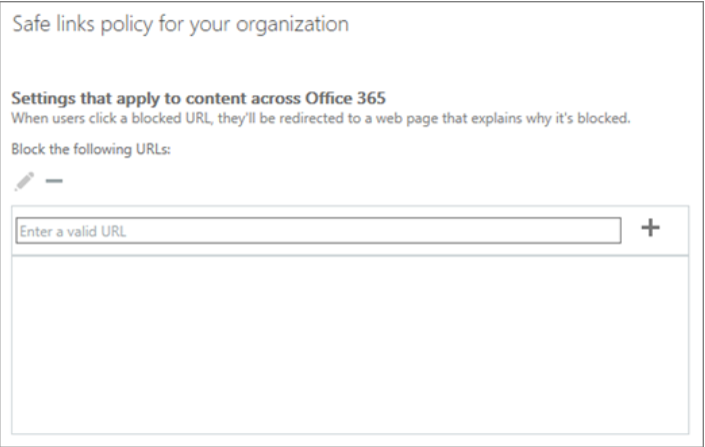 Safe links policy for your organization
Settings that apply to content across Office 365
When users click a blocked URL, they'll be redirected to a web page that explains why it's blocked.
Block the following URLs:
Enter a valid URL